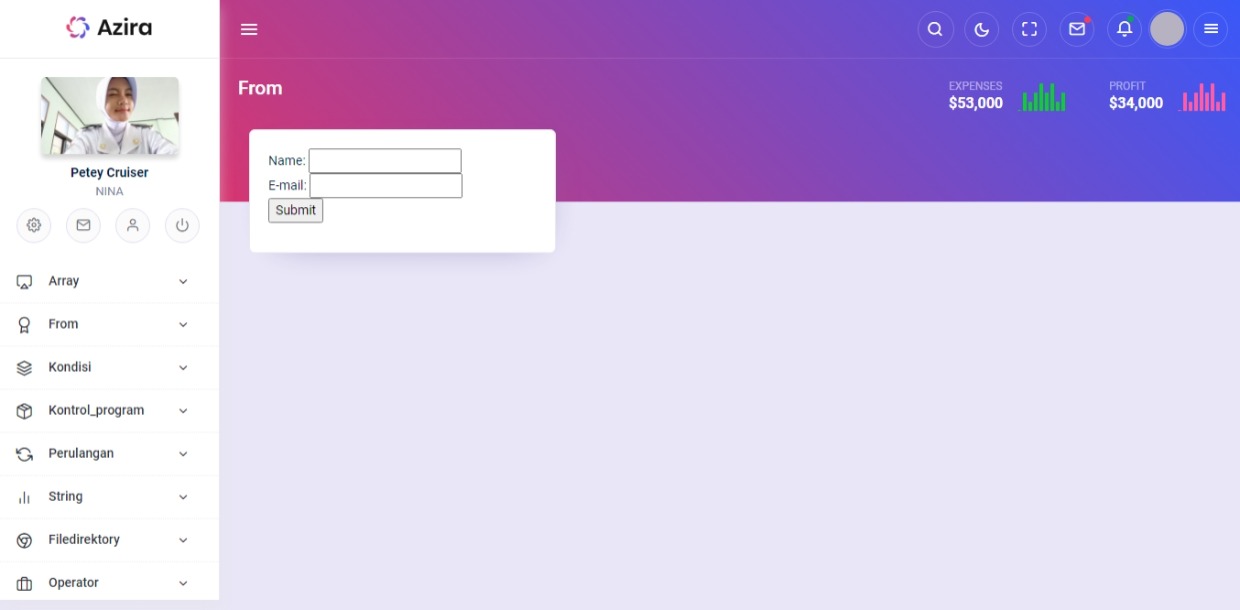 Azira
From
EXPENSES
$53,000
PROFIT
$34,000
Petey Cruiser
NINA
Name:
E-mail:
Submit
Array
From
Kondisi
Kontrol_program
Perulangan
String
Filedirektory
Operator